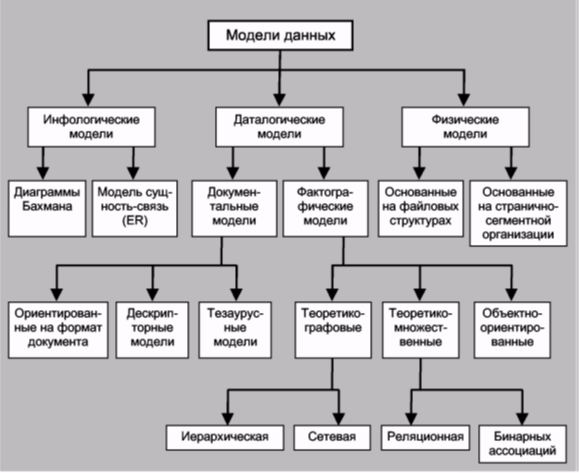 Модели данных
Инфологические
модели
Даталогические
модели
Физические
модели
Диаграммы
Бахмана
Модель сущ-
ность-связь
(ER)
Докумен-
тальные
модели
Фактогра-
фические
модели
Основанные
на файловых
структурах
Основанные
на странично-
сегментной
организации
Ориентирован-
ные на формат
документа
Дескрип-
торные
модели
Тезаурус-
ные
модели
Теоретико-
графовые
Теоретико-
множест-
венные
Объектно-
ориентиро-
ванные
Иерархическая
Сетевая
Реляционная
Бинарных
ассоциаций